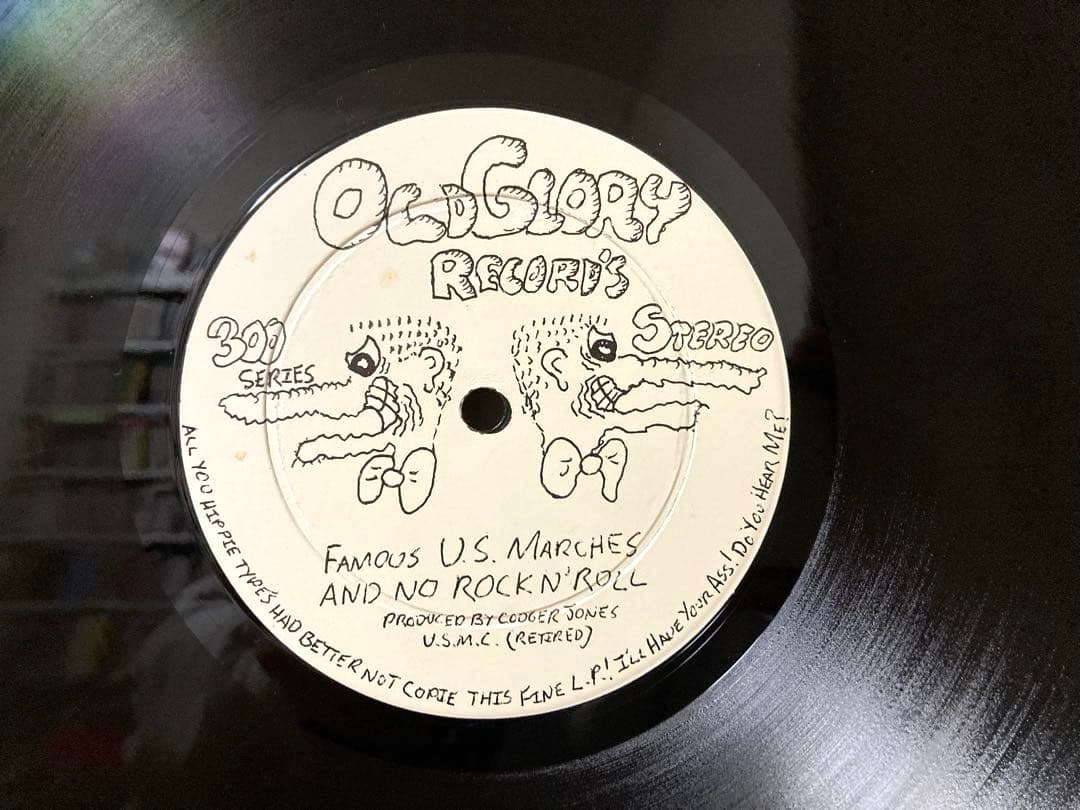 OLD GLORY
RECORD'S
300
SERIES
STEREO
FAMOUS U.S. MARCHES
AND NO ROCK N' ROLL
PRODUCED BY CODGER JONES
U.S.M.C. (RETIRED)
ALL YOU HIPPIE TYPE'S HAD BETTER NOT COPIE THIS FINE L.P.! I'LL HAVE YOUR ASS! DO YOU HEAR ME?